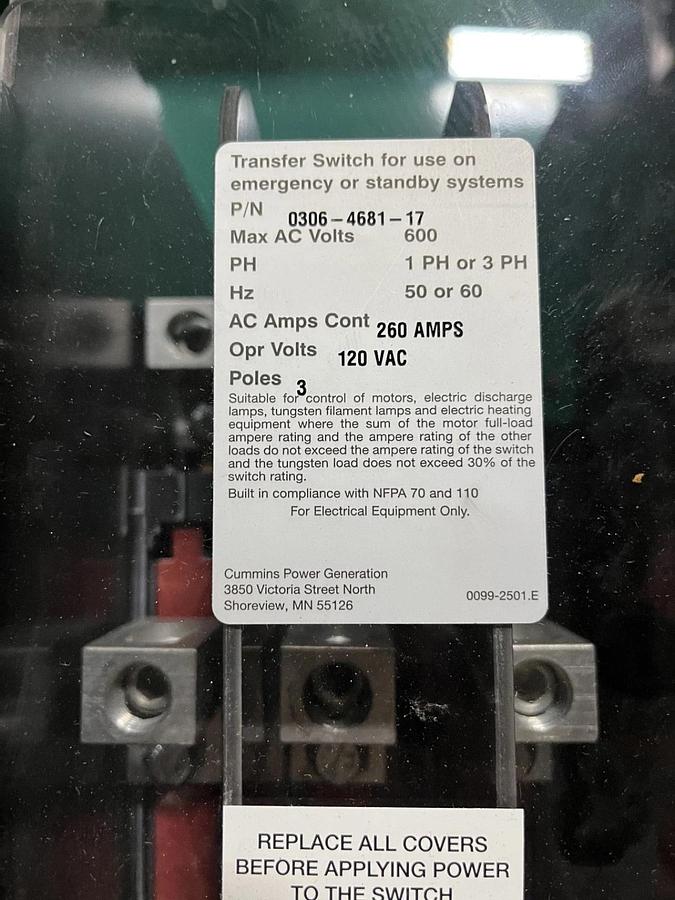 Transfer Switch for use on
emergency or standby systems
P/N 0306-4681-17
Max AC Volts 600
PH 1 PH or 3 PH
Hz 50 or 60
AC Amps Cont 260 AMPS
Opr Volts 120 VAC
Poles 3
Suitable for control of motors, electric discharge
lamps, tungsten filament lamps and electric heating
equipment where the sum of the motor full-load
ampere rating and the ampere rating of the other
loads do not exceed the ampere rating of the switch
and the tungsten load does not exceed 30% of the
switch rating.
Built in compliance with NFPA 70 and 110
For Electrical Equipment Only.
Cummins Power Generation
3850 Victoria Street North
Shoreview, MN 55126
0099-2501.E
REPLACE ALL COVERS
BEFORE APPLYING POWER
TO THE SWITCH